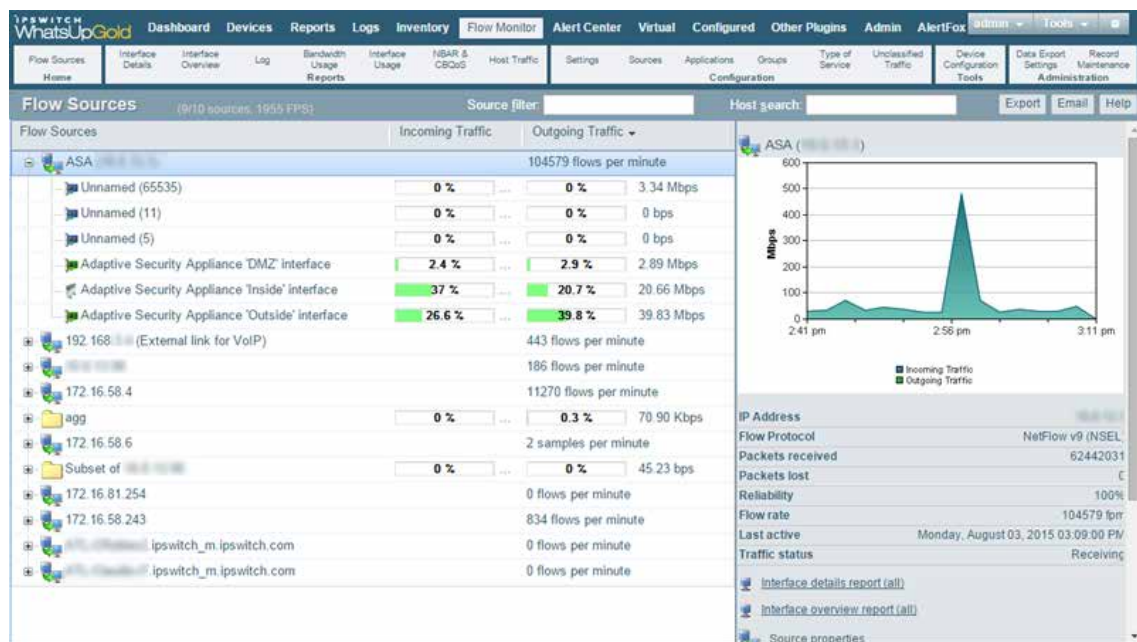 IPSWITCH
WhatsUpGold
Dashboard Devices Reports Logs Inventory Flow Monitor Alert Center Virtual Configured Other Plugins Admin AlertFox admin Tools
Flow Sources
Interface Details
Interface Overview
Log
Bandwidth Usage
Interface Usage
NBAR & CBQoS
Host Traffic
Settings
Sources
Applications
Groups
Type of Service
Unclassified Traffic
Device Configuration
Data Export Settings
Record Maintenance
Home Reports Configuration Tools Administration
Flow Sources (9/10 sources, 1955 FPS) Source filter: Host search: Export Email Help
Flow Sources Incoming Traffic Outgoing Traffic
ASA 104579 flows per minute
Unnamed (65535) 0 % ... 0 % 3.34 Mbps
Unnamed (11) 0 % ... 0 % 0 bps
Unnamed (5) 0 % ... 0 % 0 bps
Adaptive Security Appliance 'DMZ' interface 2.4 % ... 2.9 % 2.89 Mbps
Adaptive Security Appliance 'Inside' interface 37 % ... 20.7 % 20.66 Mbps
Adaptive Security Appliance 'Outside' interface 26.6 % ... 39.8 % 39.83 Mbps
192.168 (External link for VoIP) 443 flows per minute
186 flows per minute
172.16.58.4 11270 flows per minute
agg 0 % ... 0.3 % 70.90 Kbps
172.16.58.6 2 samples per minute
Subset of 0 % ... 0 % 45.23 bps
172.16.81.254 0 flows per minute
172.16.58.243 834 flows per minute
.ipswitch_m.ipswitch.com 0 flows per minute
.ipswitch_m.ipswitch.com 0 flows per minute
ASA ( )
Mbps
600
500
400
300
200
100
0
2:41 pm 2:56 pm 3:11 pm
Incoming Traffic
Outgoing Traffic
IP Address
Flow Protocol NetFlow v9 (NSEL
Packets received 62442031
Packets lost
Reliability 100%
Flow rate 104579 fpm
Last active Monday, August 03, 2015 03:09:00 PM
Traffic status Receiving
Interface details report (all)
Interface overview report (all)
Source properties